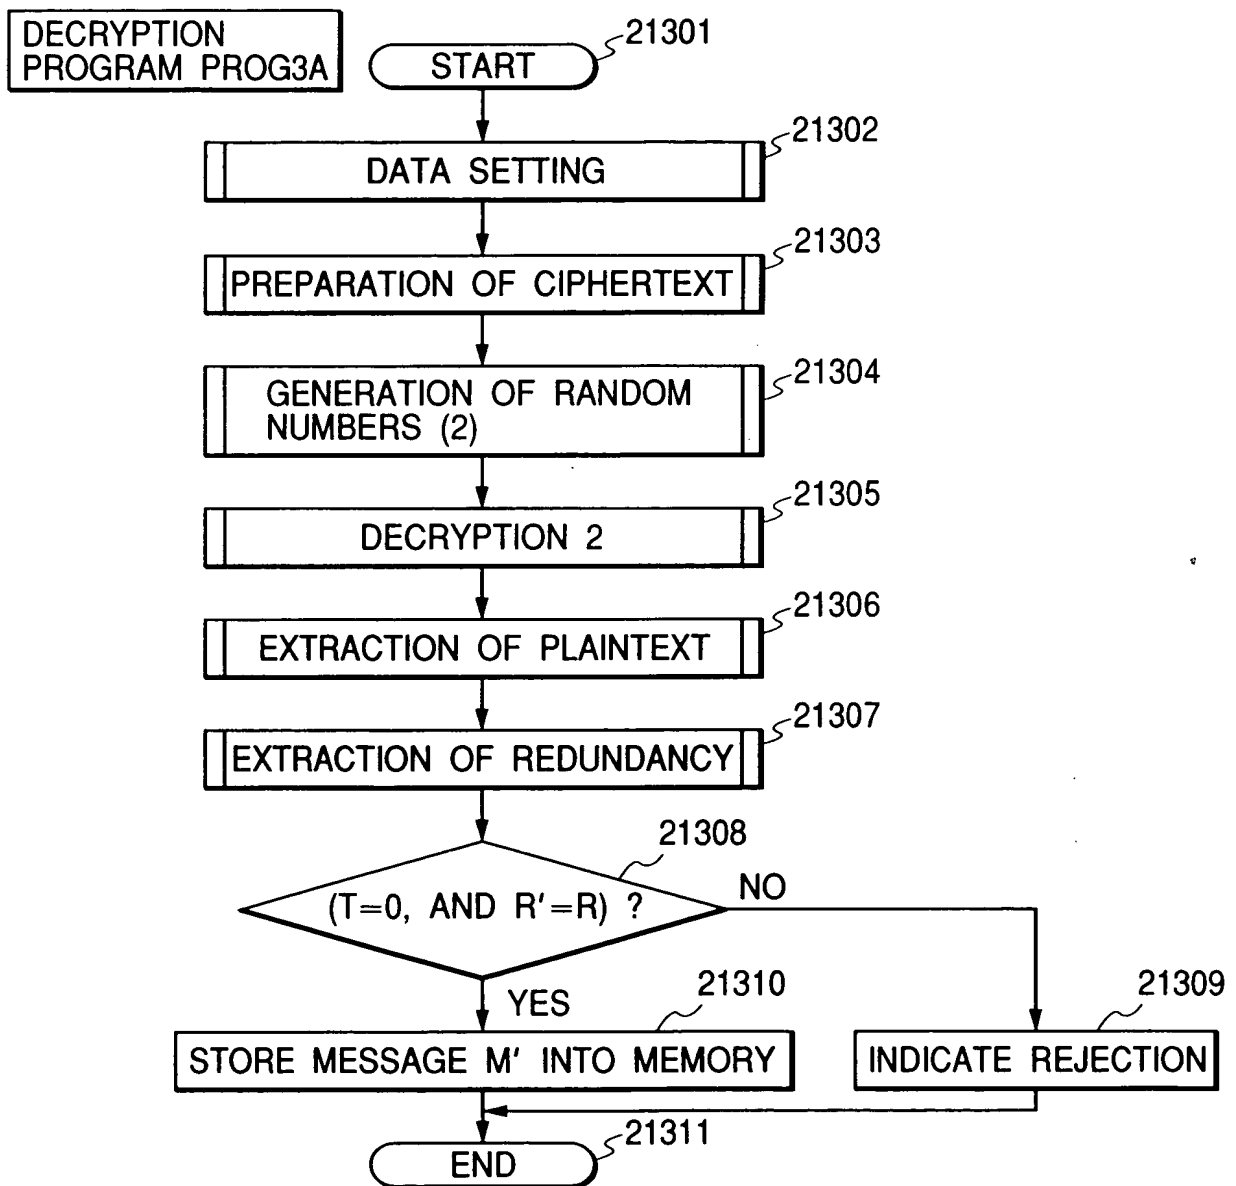 DECRYPTION
PROGRAM PROG3A
START
21301
DATA SETTING
21302
PREPARATION OF CIPHERTEXT
21303
GENERATION OF RANDOM
NUMBERS (2)
21304
DECRYPTION 2
21305
EXTRACTION OF PLAINTEXT
21306
EXTRACTION OF REDUNDANCY
21307
21308
(T=0, AND R'=R) ?
NO
YES
21310
21309
STORE MESSAGE M' INTO MEMORY
INDICATE REJECTION
21311
END